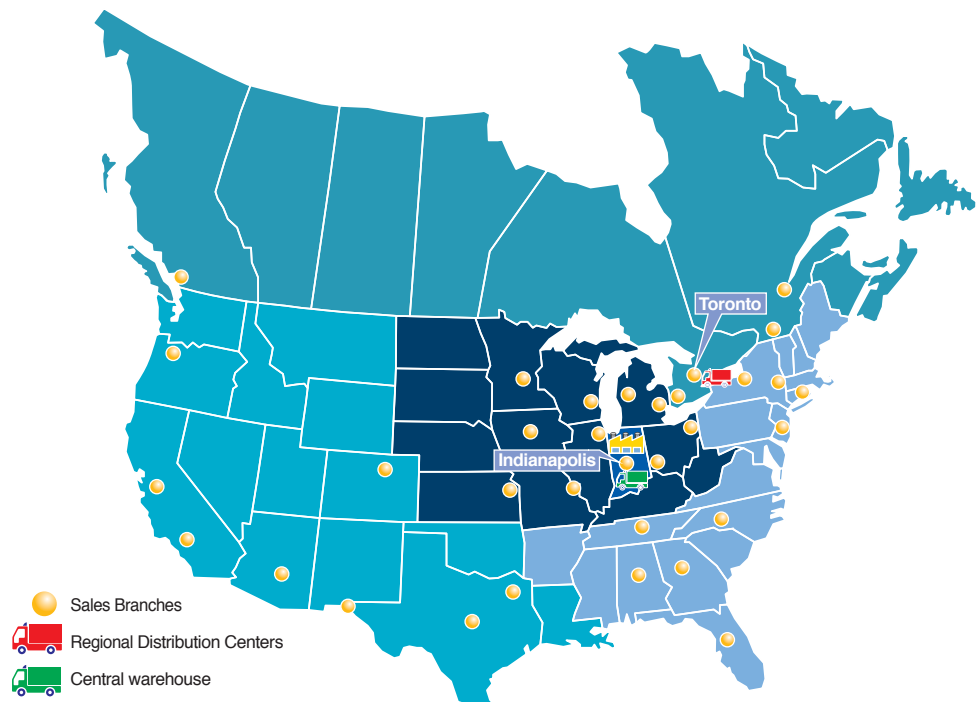 Toronto
Indianapolis
Sales Branches
Regional Distribution Centers
Central warehouse